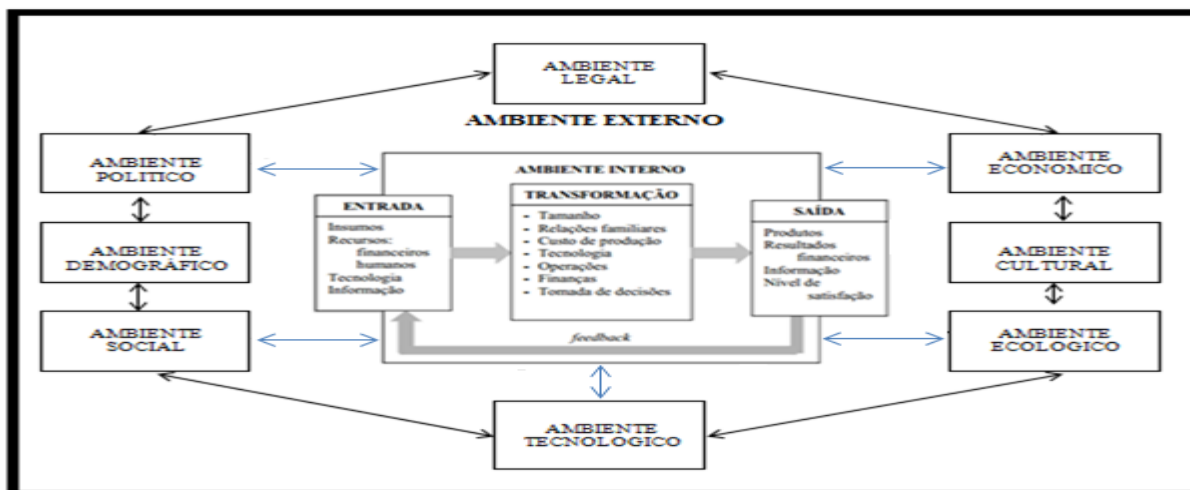 AMBIENTE
LEGAL
AMBIENTE EXTERNO
AMBIENTE
POLITICO
AMBIENTE
DEMOGRÁFICO
AMBIENTE
SOCIAL
AMBIENTE INTERNO
ENTRADA
Insumos
Recursos:
financeiros
humanos
Tecnologia
Informação
TRANSFORMAÇÃO
- Tamanho
- Relações familiares
- Custo de produção
- Tecnologia
- Operações
- Finanças
- Tomada de decisões
SAÍDA
Produtos
Resultados
financeiros
Informação
Nível de
satisfação
feedback
AMBIENTE
ECONOMICO
AMBIENTE
CULTURAL
AMBIENTE
ECOLOGICO
AMBIENTE
TECNOLOGICO